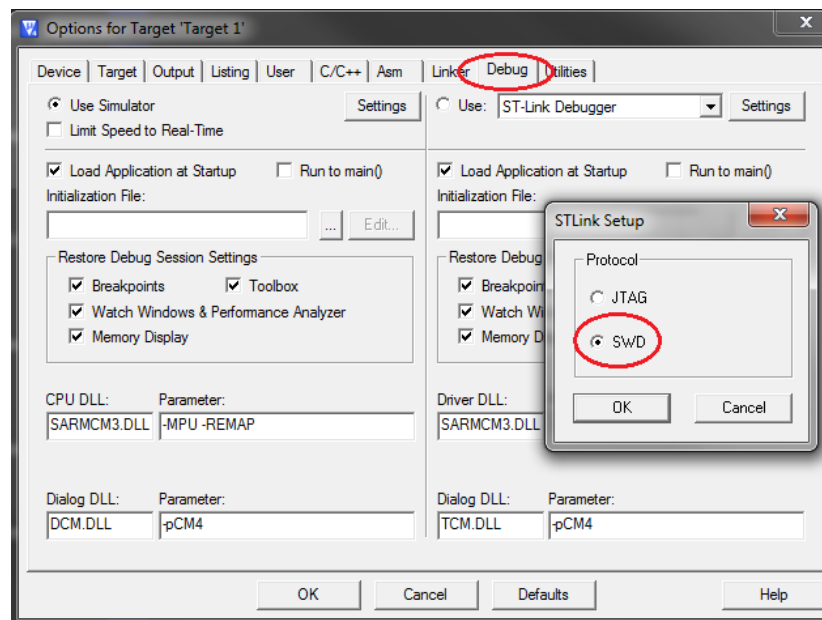 Options for Target 'Target 1'
Device Target Output Listing User C/C++ Asm Linker Debug Utilities
Use Simulator Settings Use: ST-Link Debugger Settings
Limit Speed to Real-Time
Load Application at Startup Run to main() Load Application at Startup Run to main()
Initialization File: Initialization File:
... Edit...
Restore Debug Session Settings Restore Debug
Breakpoints Toolbox Breakpoin
Watch Windows & Performance Analyzer Watch Wi
Memory Display Memory D
STLink Setup
Protocol
JTAG
SWD
OK Cancel
CPU DLL: Parameter: Driver DLL:
SARMCM3.DLL -MPU -REMAP SARMCM3.DLL
Dialog DLL: Parameter: Dialog DLL: Parameter:
DCM.DLL -pCM4 TCM.DLL -pCM4
OK Cancel Defaults Help